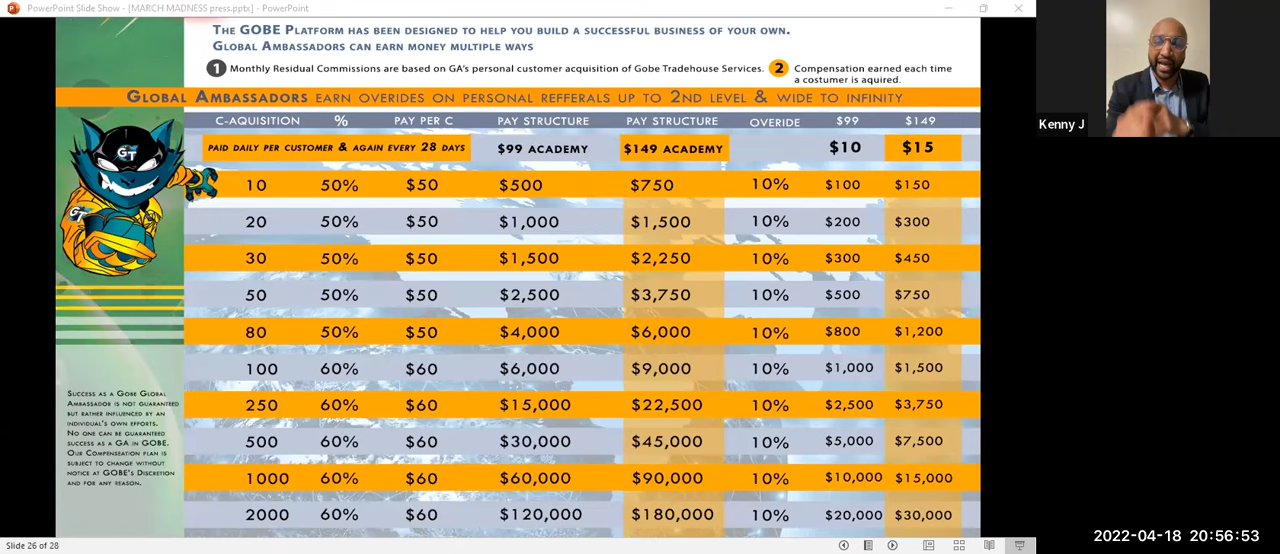 PowerPoint Slide Show - [MARCH MADNESS press.pptx] - PowerPoint
THE GOBE PLATFORM HAS BEEN DESIGNED TO HELP YOU BUILD A SUCCESSFUL BUSINESS OF YOUR OWN.
GLOBAL AMBASSADORS CAN EARN MONEY MULTIPLE WAYS
1 Monthly Residual Commissions are based on GA's personal customer acquisition of Gobe Tradehouse Services. 2 Compensation earned each time
a costumer is aquired.
GLOBAL AMBASSADORS EARN OVERIDES ON PERSONAL REFFERALS UP TO 2ND LEVEL & WIDE TO INFINITY
C-AQUISITION % PAY PER C PAY STRUCTURE PAY STRUCTURE OVERIDE $99 $149
PAID DAILY PER CUSTOMER & AGAIN EVERY 28 DAYS $99 ACADEMY $149 ACADEMY $10 $15
10 50% $50 $500 $750 10% $100 $150
20 50% $50 $1,000 $1,500 10% $200 $300
30 50% $50 $1,500 $2,250 10% $300 $450
50 50% $50 $2,500 $3,750 10% $500 $750
80 50% $50 $4,000 $6,000 10% $800 $1,200
100 60% $60 $6,000 $9,000 10% $1,000 $1,500
250 60% $60 $15,000 $22,500 10% $2,500 $3,750
500 60% $60 $30,000 $45,000 10% $5,000 $7,500
1000 60% $60 $60,000 $90,000 10% $10,000 $15,000
2000 60% $60 $120,000 $180,000 10% $20,000 $30,000
GT
GT
SUCCESS AS A GOBE GLOBAL
AMBASSADOR IS NOT GUARANTEED
BUT RATHER INFLUENCED BY AN
INDIVIDUAL'S OWN EFFORTS.
NO ONE CAN BE GUARANTEED
SUCCESS AS A GA IN GOBE.
OUR COMPENSATION PLAN IS
SUBJECT TO CHANGE WITHOUT
NOTICE AT GOBE'S DISCRETION
AND FOR ANY REASON.
Slide 26 of 28
Kenny J
2022-04-18 20:56:53